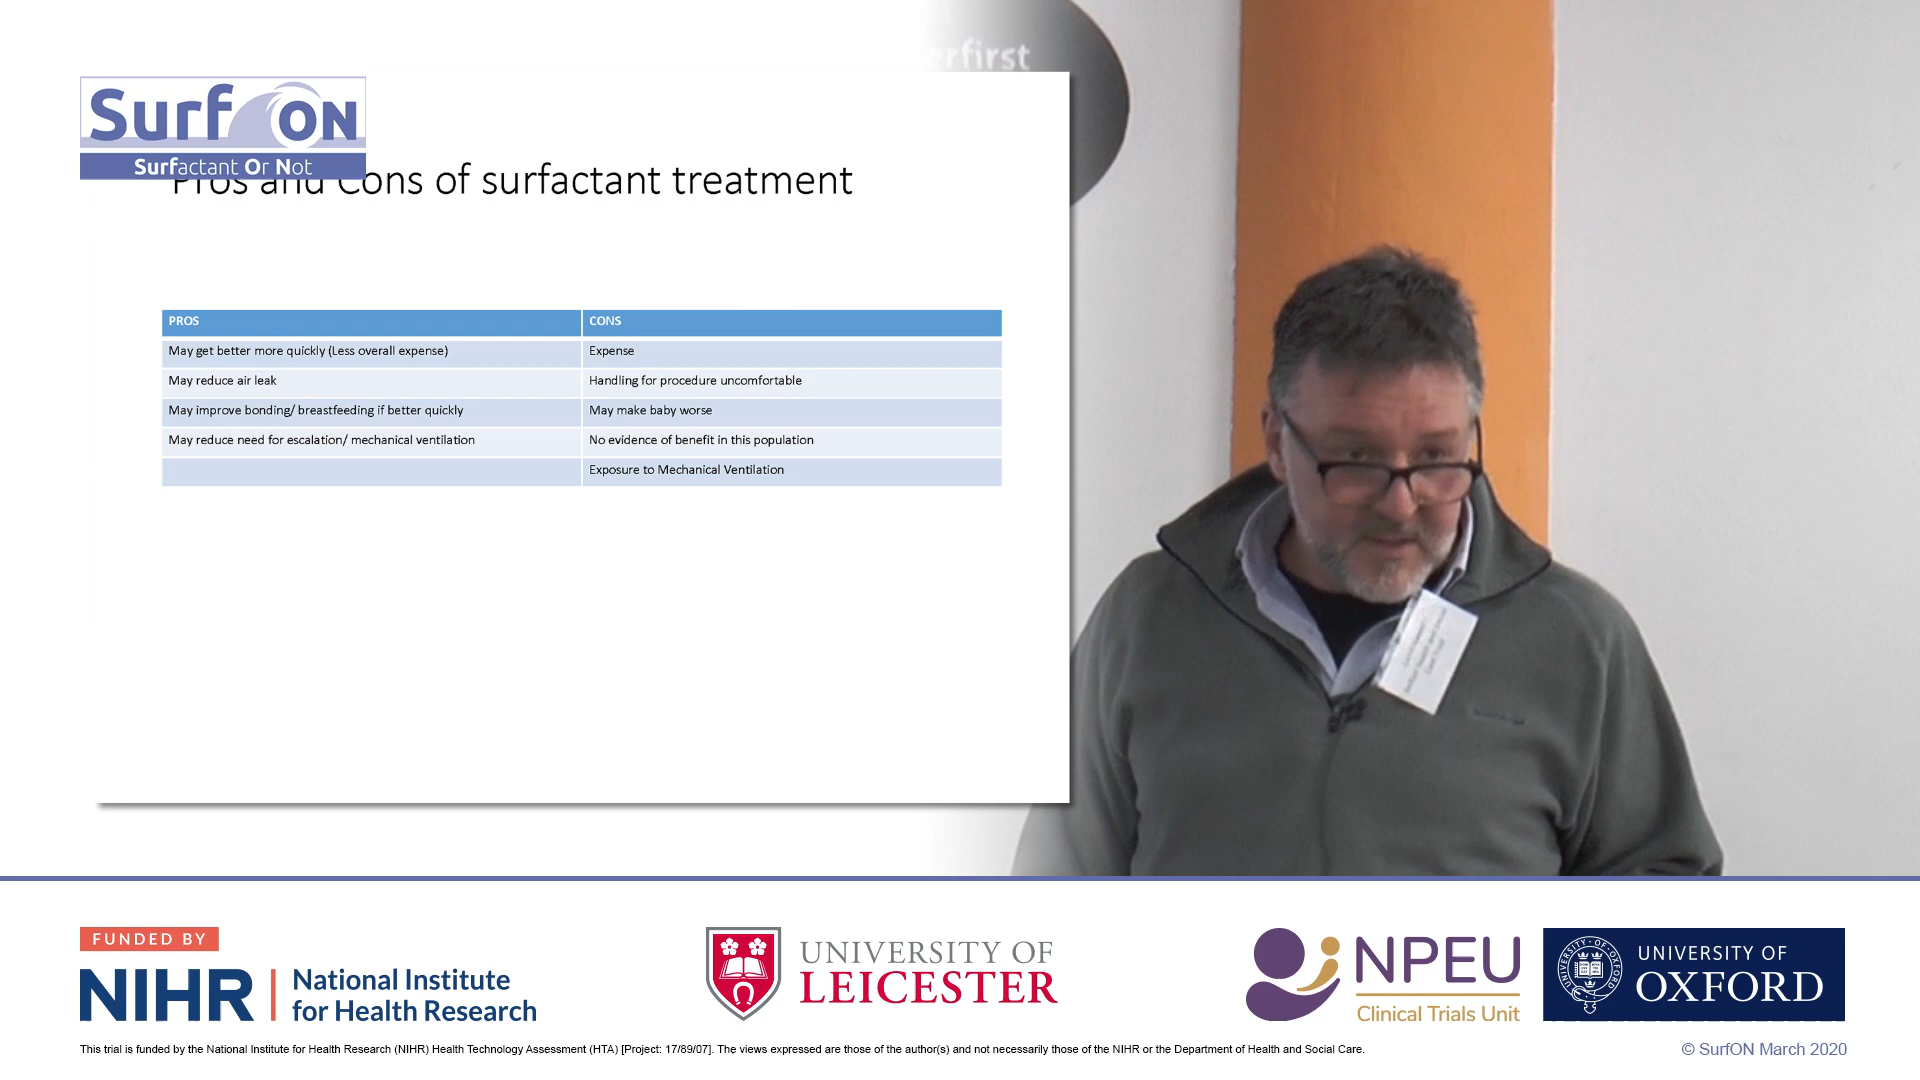 erfirst
Surf ON
Surfactant Or Not
Pros and Cons of surfactant treatment
PROS
CONS
May get better more quickly (Less overall expense)
Expense
May reduce air leak
Handling for procedure uncomfortable
May improve bonding/ breastfeeding if better quickly
May make baby worse
May reduce need for escalation/ mechanical ventilation
No evidence of benefit in this population
Exposure to Mechanical Ventilation
FUNDED BY
NIHR
National Institute
for Health Research
UNIVERSITY OF
LEICESTER
NPEU
Clinical Trials Unit
UNIVERSITY OF
OXFORD
This trial is funded by the National Institute for Health Research (NIHR) Health Technology Assessment (HTA) [Project: 17/89/07]. The views expressed are those of the author(s) and not necessarily those of the NIHR or the Department of Health and Social Care.
© SurfON March 2020